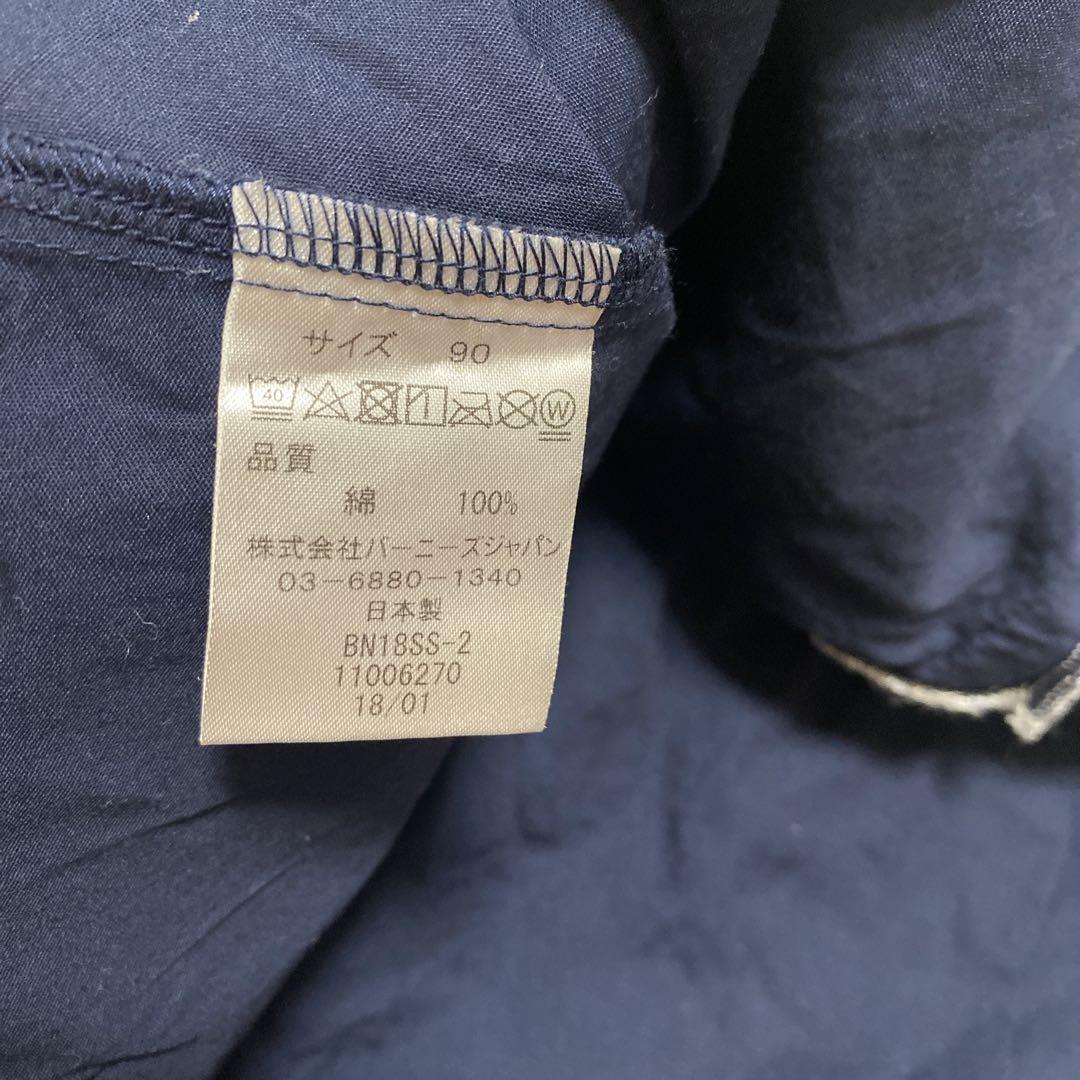 サイズ 90
40 W
品質
綿 100%
株式会社バーニーズジャパン
03-6880-1340
日本製
BN18SS-2
11006270
18/01